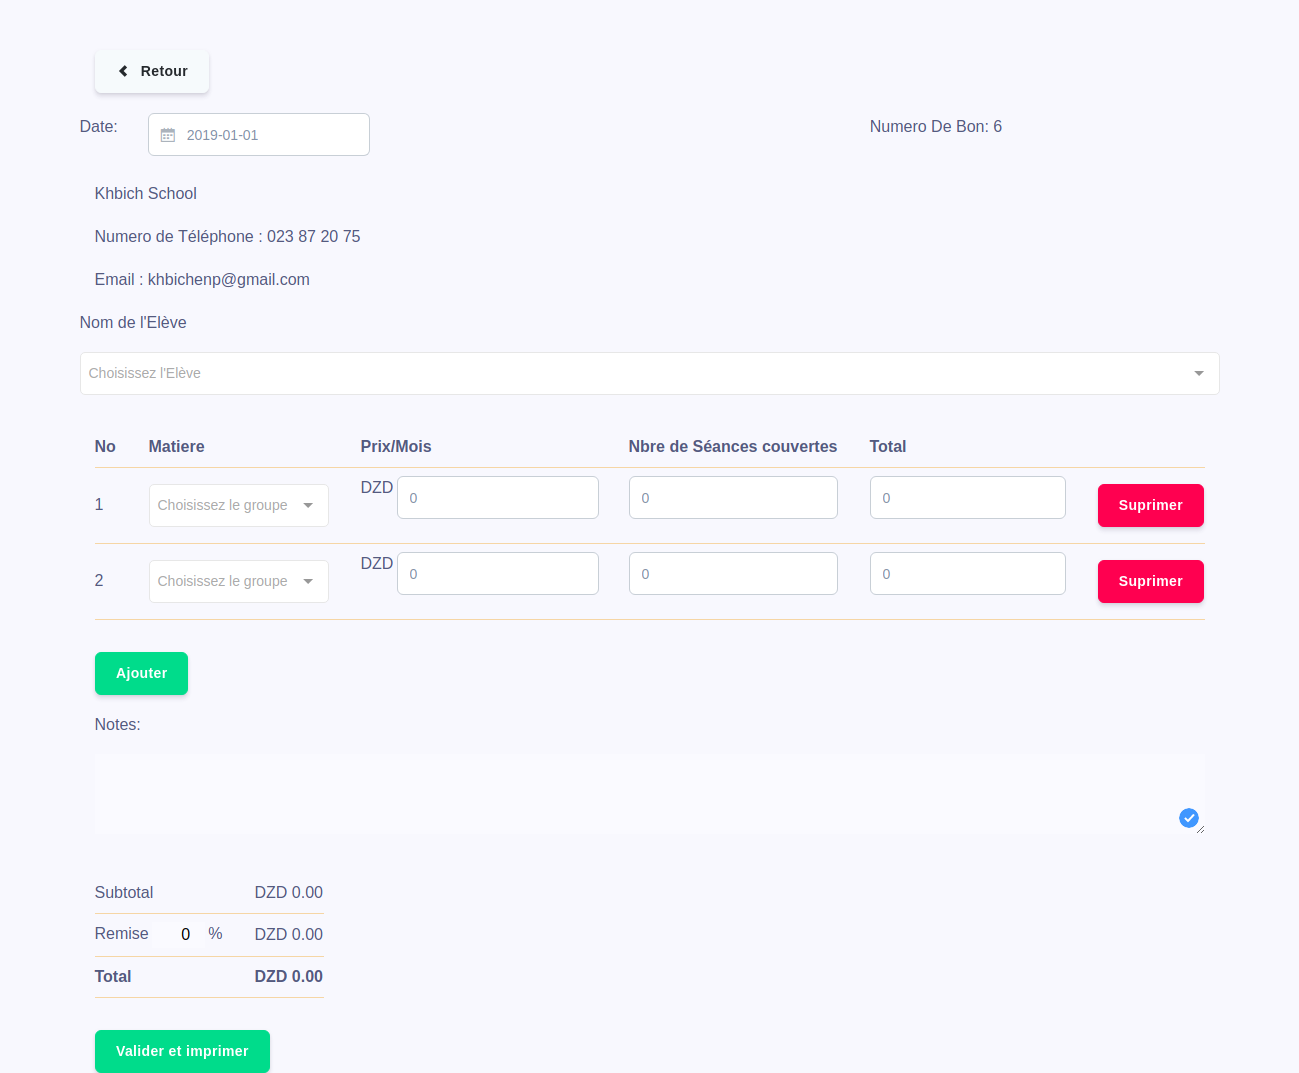 Retour
Date: 2019-01-01 Numero De Bon: 6
Khbich School
Numero de Téléphone : 023 87 20 75
Email : khbichenp@gmail.com
Nom de l'Elève
Choisissez l'Elève
No Matiere Prix/Mois Nbre de Séances couvertes Total
1 Choisissez le groupe DZD 0 0 0 Suprimer
2 Choisissez le groupe DZD 0 0 0 Suprimer
Ajouter
Notes:
Subtotal DZD 0.00
Remise 0 % DZD 0.00
Total DZD 0.00
Valider et imprimer